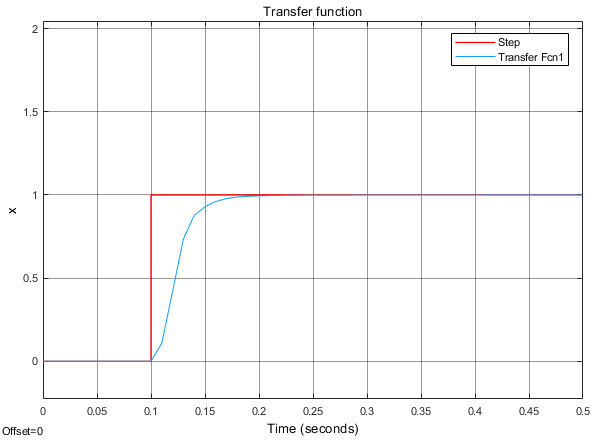 Transfer function
Step
Transfer Fcn1
2
1.5
1
0.5
0
x
0 0.05 0.1 0.15 0.2 0.25 0.3 0.35 0.4 0.45 0.5
Time (seconds)
Offset=0